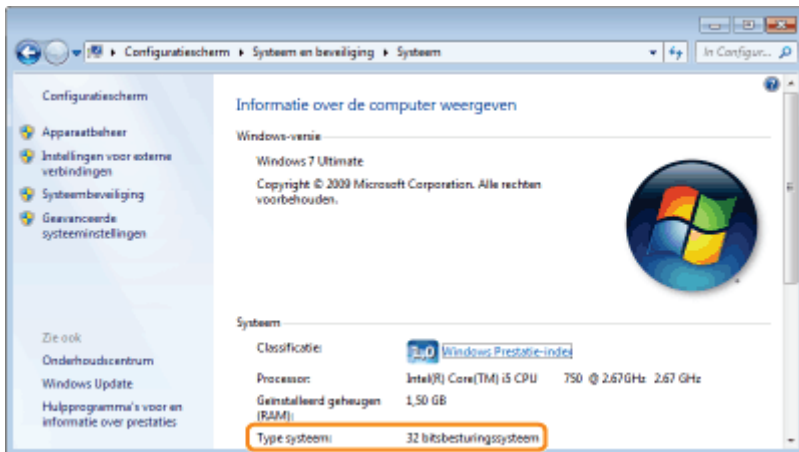 Configuratiescherm ▸ Systeem en beveiliging ▸ Systeem
In Configur...
Configuratiescherm
Apparaatbeheer
Instellingen voor externe
verbindingen
Systeembeveiliging
Geavanceerde
systeeminstellingen
Zie ook
Onderhoudscentrum
Windows Update
Hulpprogramma's voor en
informatie over prestaties
Informatie over de computer weergeven
Windows-versie
Windows 7 Ultimate
Copyright © 2009 Microsoft Corporation. Alle rechten
voorbehouden.
Systeem
Classificatie: 1,0 Windows Prestatie-index
Processor: Intel(R) Core(TM) i5 CPU 750 @ 2.67GHz 2.67 GHz
Geïnstalleerd geheugen
(RAM): 1,50 GB
Type systeem: 32 bitsbesturingssysteem